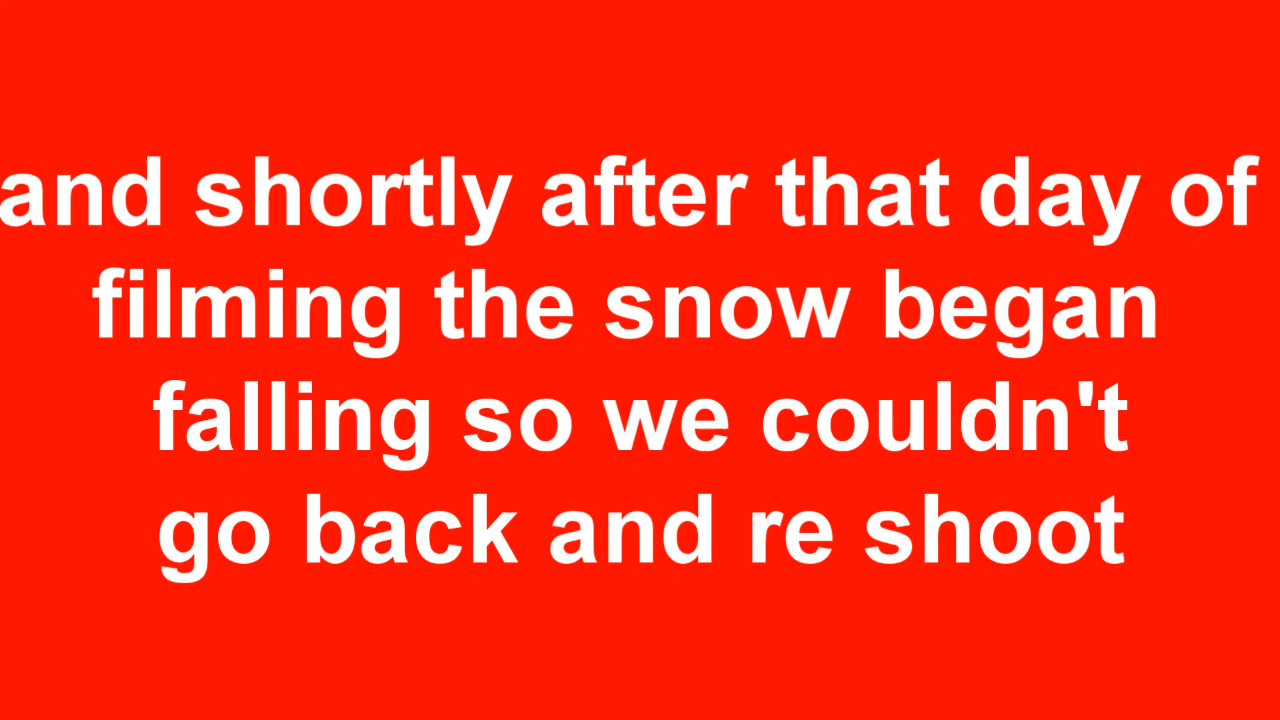 and shortly after that day of
filming the snow began
falling so we couldn't
go back and re shoot